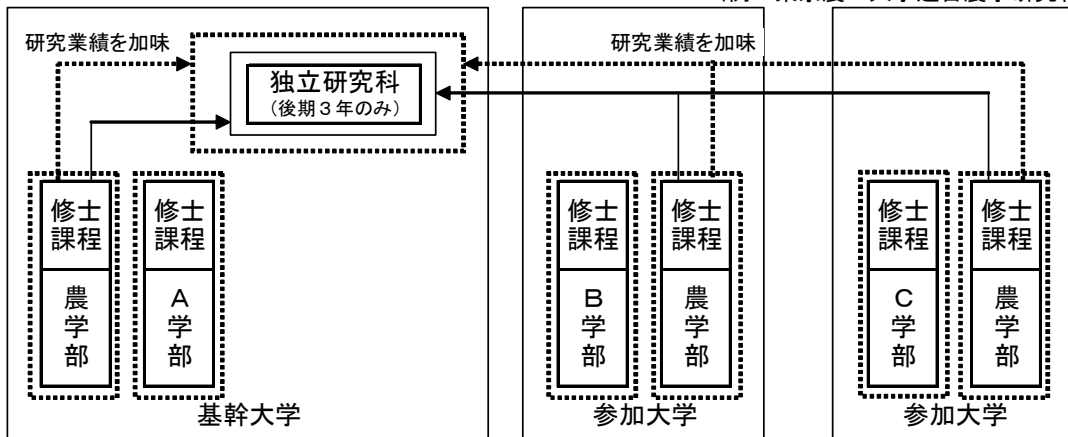 研究業績を加味
研究業績を加味
独立研究科
(後期3年のみ)
修士
課程
農
学
部
修士
課程
A
学
部
修士
課程
B
学
部
修士
課程
農
学
部
修士
課程
C
学
部
修士
課程
農
学
部
基幹大学
参加大学
参加大学